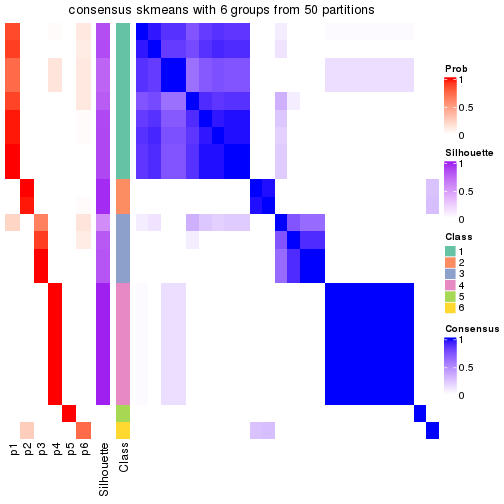 consensus skmeans with 6 groups from 50 partitions
Prob
1
0.5
0
Silhouette
1
0.5
0
Class
1
2
3
4
5
6
Consensus
1
0.5
0
p1
p2
p3
p4
p5
p6
Silhouette
Class